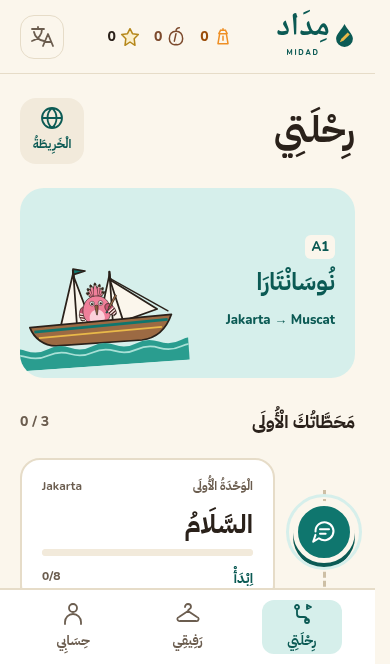 مِدَاد
MIDAD
0
0
0
رِحْلَتِي
الْخَرِيطَةُ
A1
نُوسَانْتَارَا
Jakarta → Muscat
مَحَطَّاتُكَ الْأُولَى
0 / 3
الْوَحْدَةُ الْأُولَى
Jakarta
السَّلَامُ
اِبْدَأْ
0/8
رِحْلَتِي
رَفِيقِي
حِسَابِي